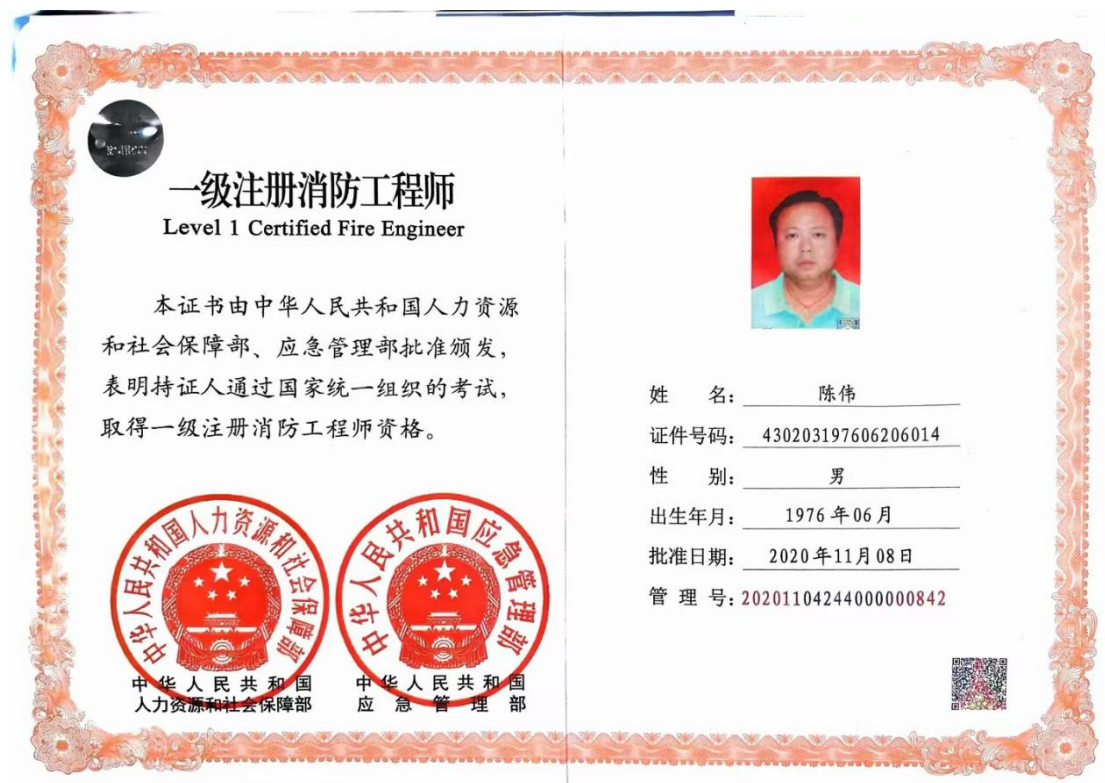 一级注册消防工程师
Level 1 Certified Fire Engineer
本证书由中华人民共和国人力资源
和社会保障部、应急管理部批准颁发，
表明持证人通过国家统一组织的考试，
取得一级注册消防工程师资格。
中华人民共和国人力资源和社会保障部
中华人民共和国应急管理部
中华人民共和国
人力资源和社会保障部
中华人民共和国
应急管理部
姓 名：陈伟
证件号码：430203197606206014
性 别：男
出生年月：1976年06月
批准日期：2020年11月08日
管 理 号：20201104244000000842